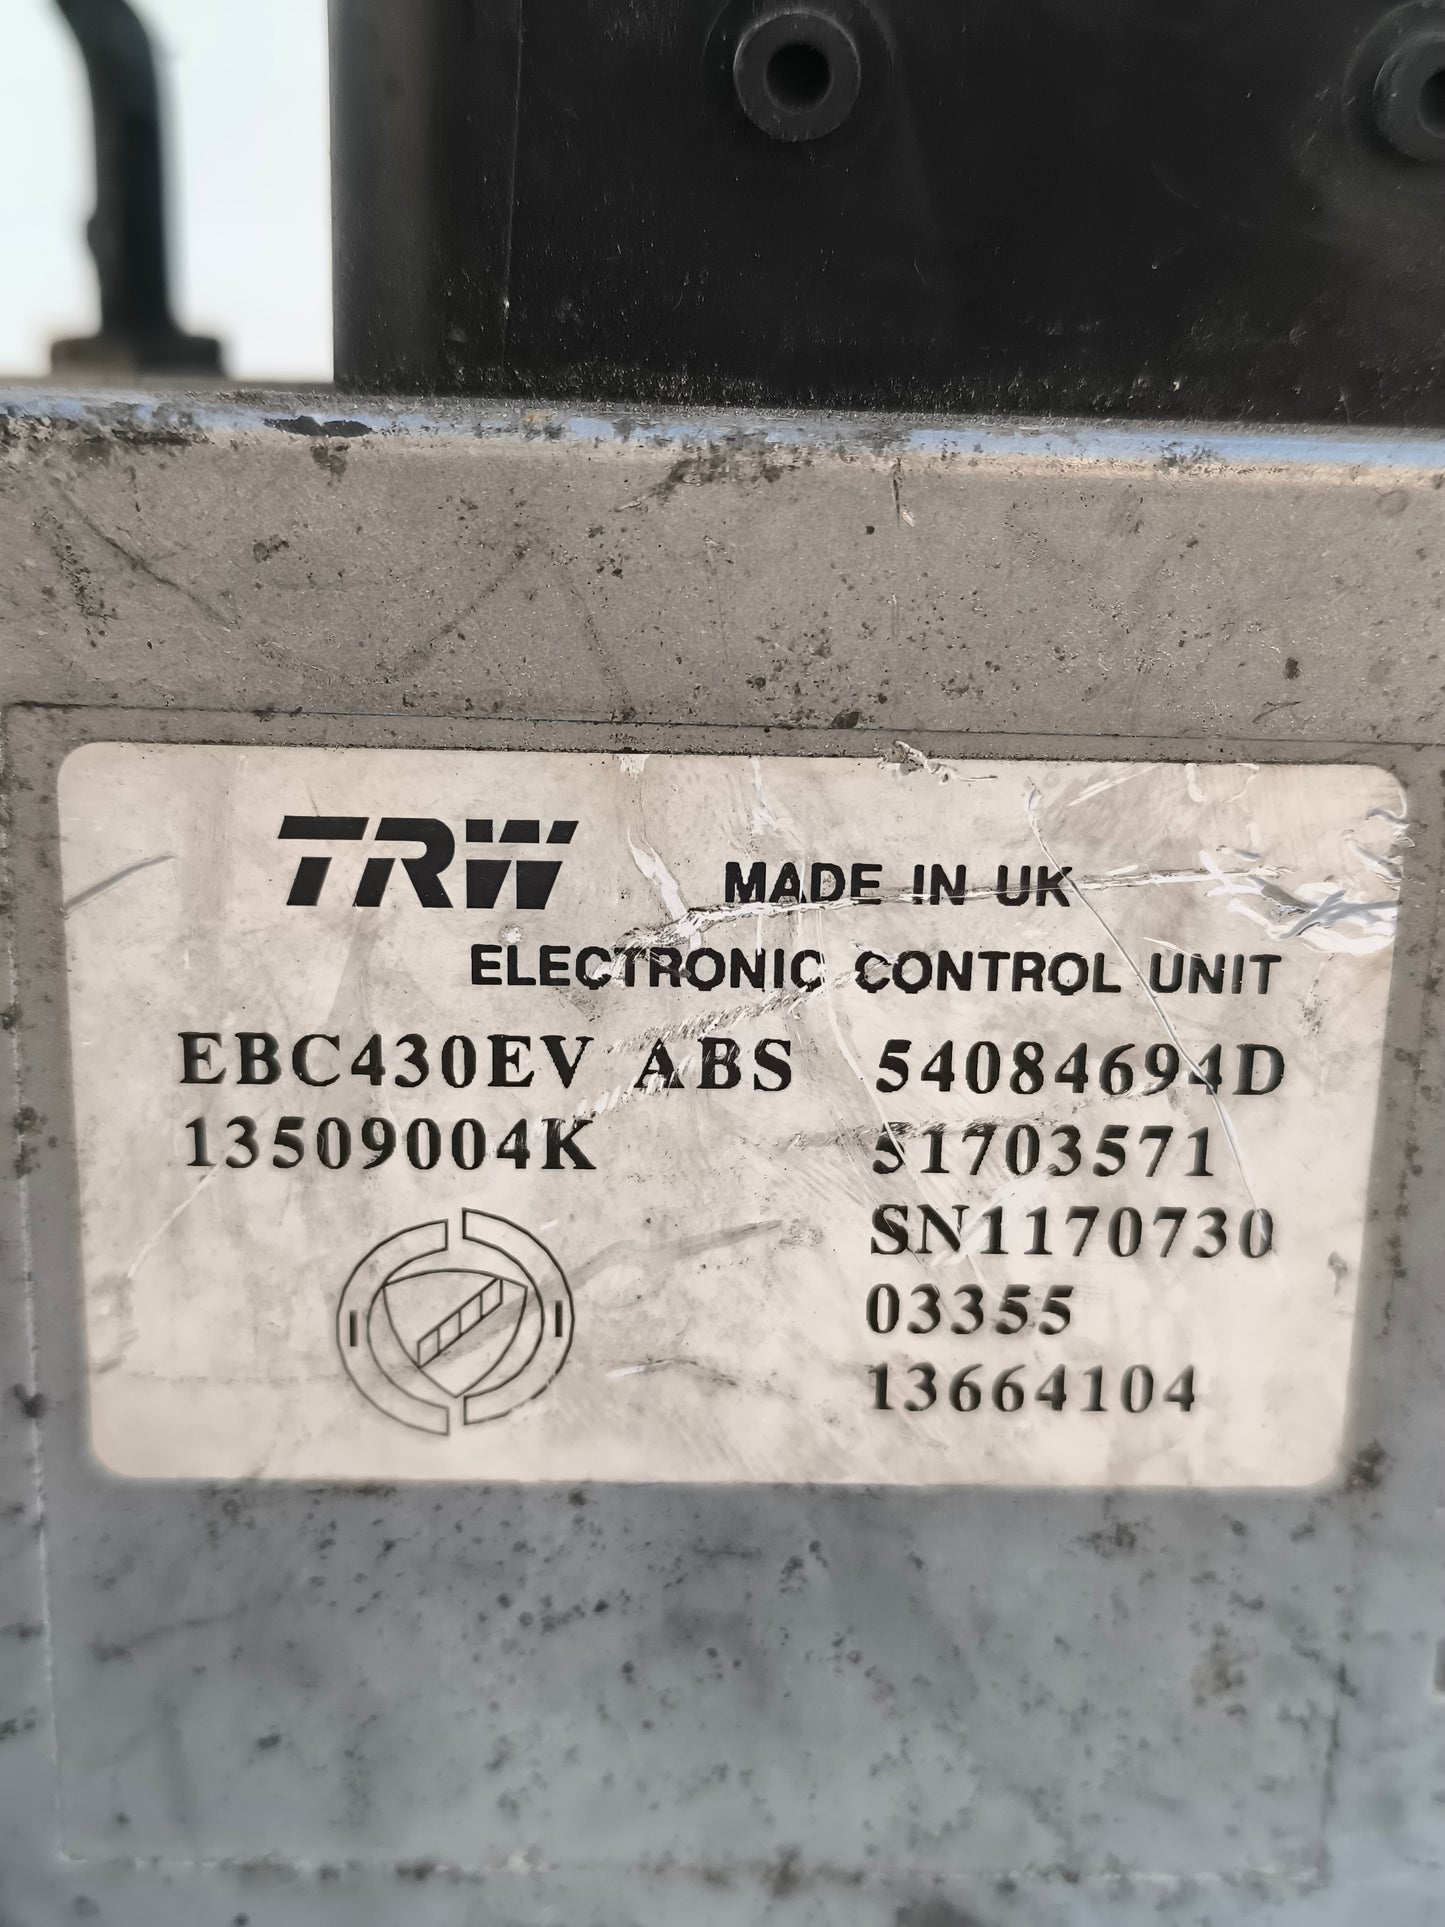 TRW MADE IN UK
ELECTRONIC CONTROL UNIT
EBC430EV ABS 54084694D
13509004K 51703571
SN1170730
03355
13664104